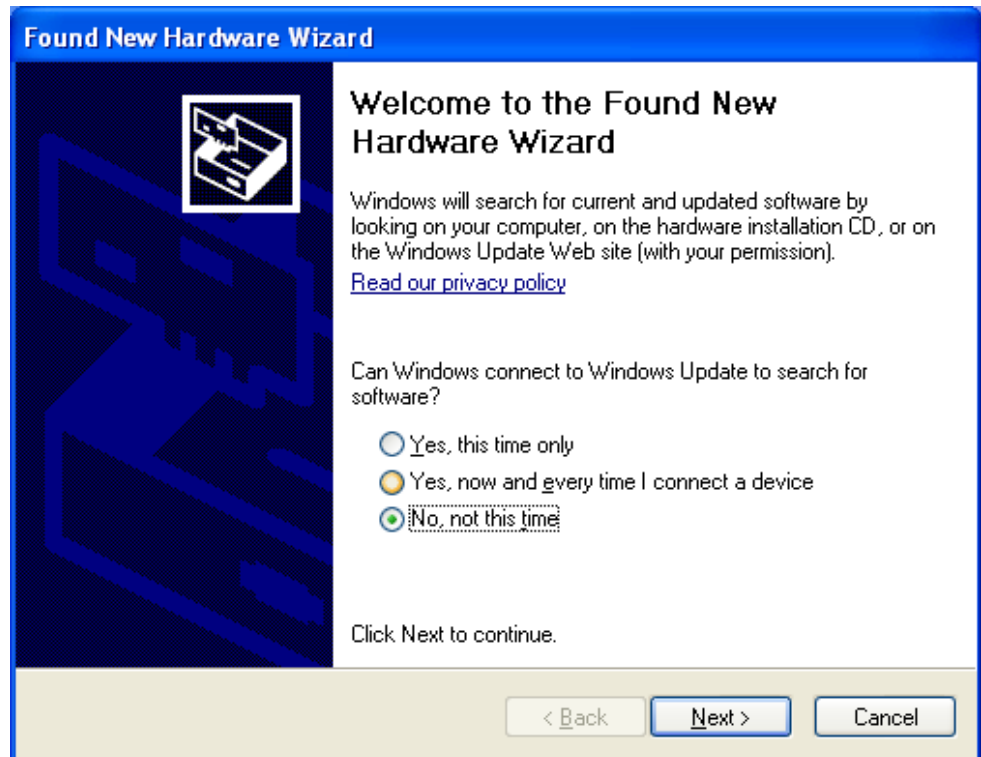 Found New Hardware Wizard
Welcome to the Found New
Hardware Wizard
Windows will search for current and updated software by
looking on your computer, on the hardware installation CD, or on
the Windows Update Web site (with your permission).
Read our privacy policy
Can Windows connect to Windows Update to search for
software?
Yes, this time only
Yes, now and every time I connect a device
No, not this time
Click Next to continue.
< Back Next > Cancel